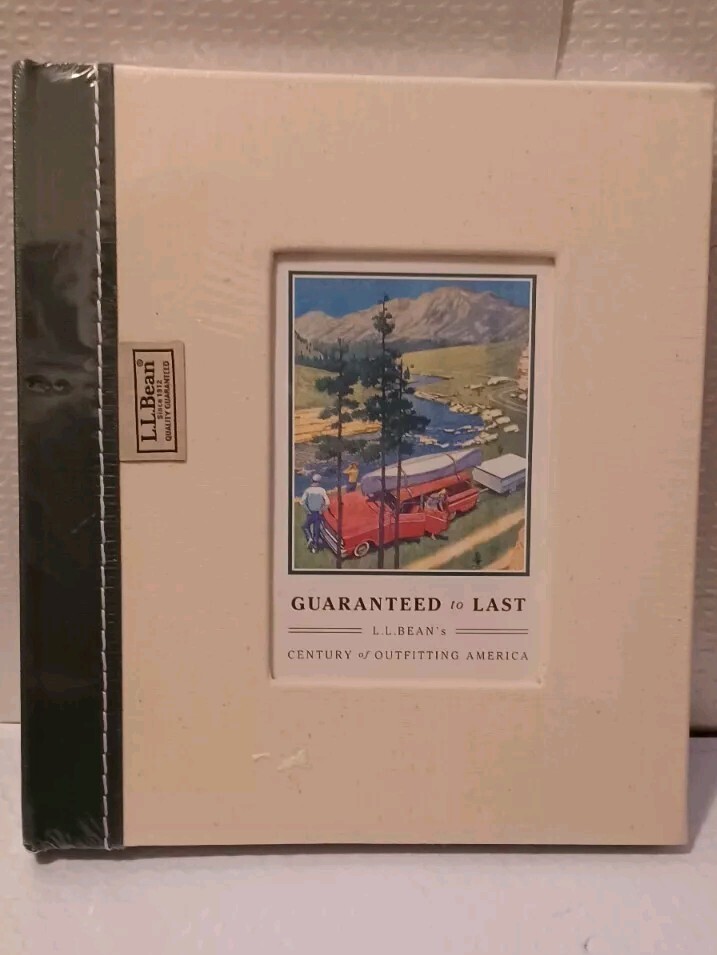 L.L.Bean®
Since 1912
QUALITY GUARANTEED
GUARANTEED to LAST
L.L.BEAN's
CENTURY of OUTFITTING AMERICA